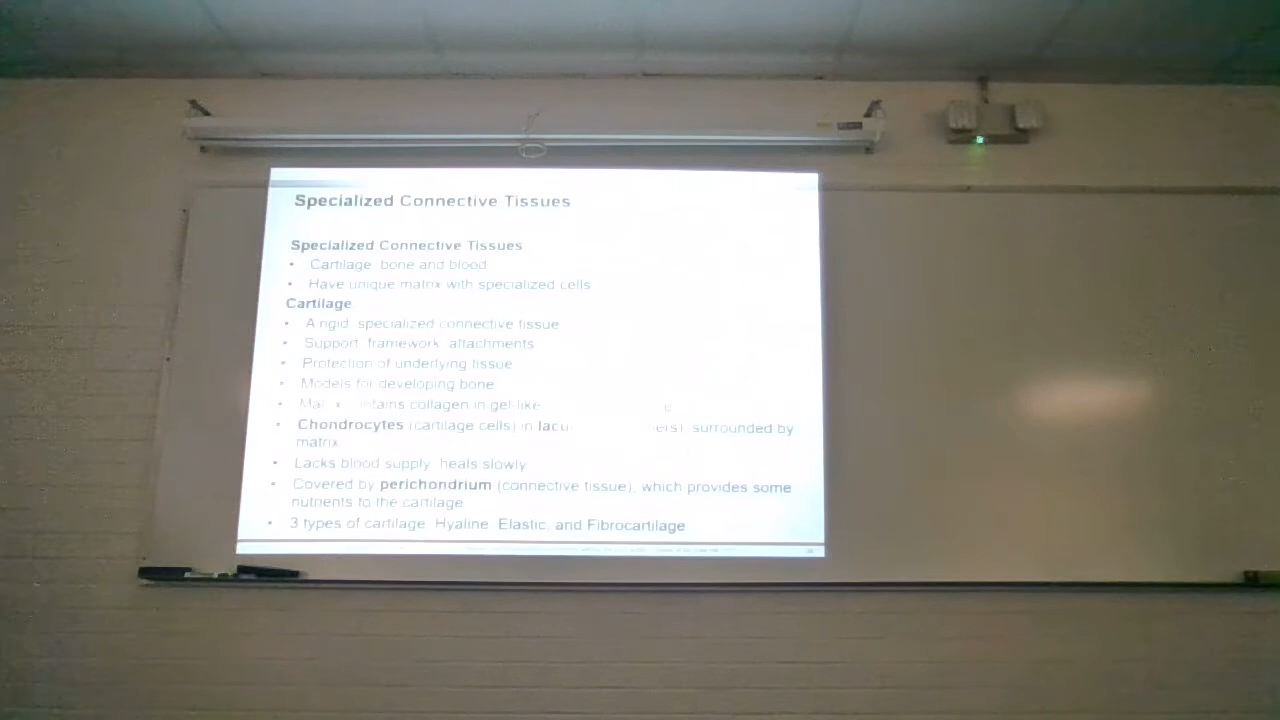 Specialized Connective Tissues
Specialized Connective Tissues
• Cartilage bone and blood
• Have unique matrix with specialized cells
Cartilage
• A rigid specialized connective tissue
• Support framework attachments
• Protection of underlying tissue
• Models for developing bone
• collagen in gel-like
• Chondrocytes (cartilage cells) in surrounded by
matrix
• Lacks blood supply heals slowly
• Covered by perichondrium (connective tissue), which provides some
nutrients to the cartilage
• 3 types of cartilage Hyaline Elastic, and Fibrocartilage